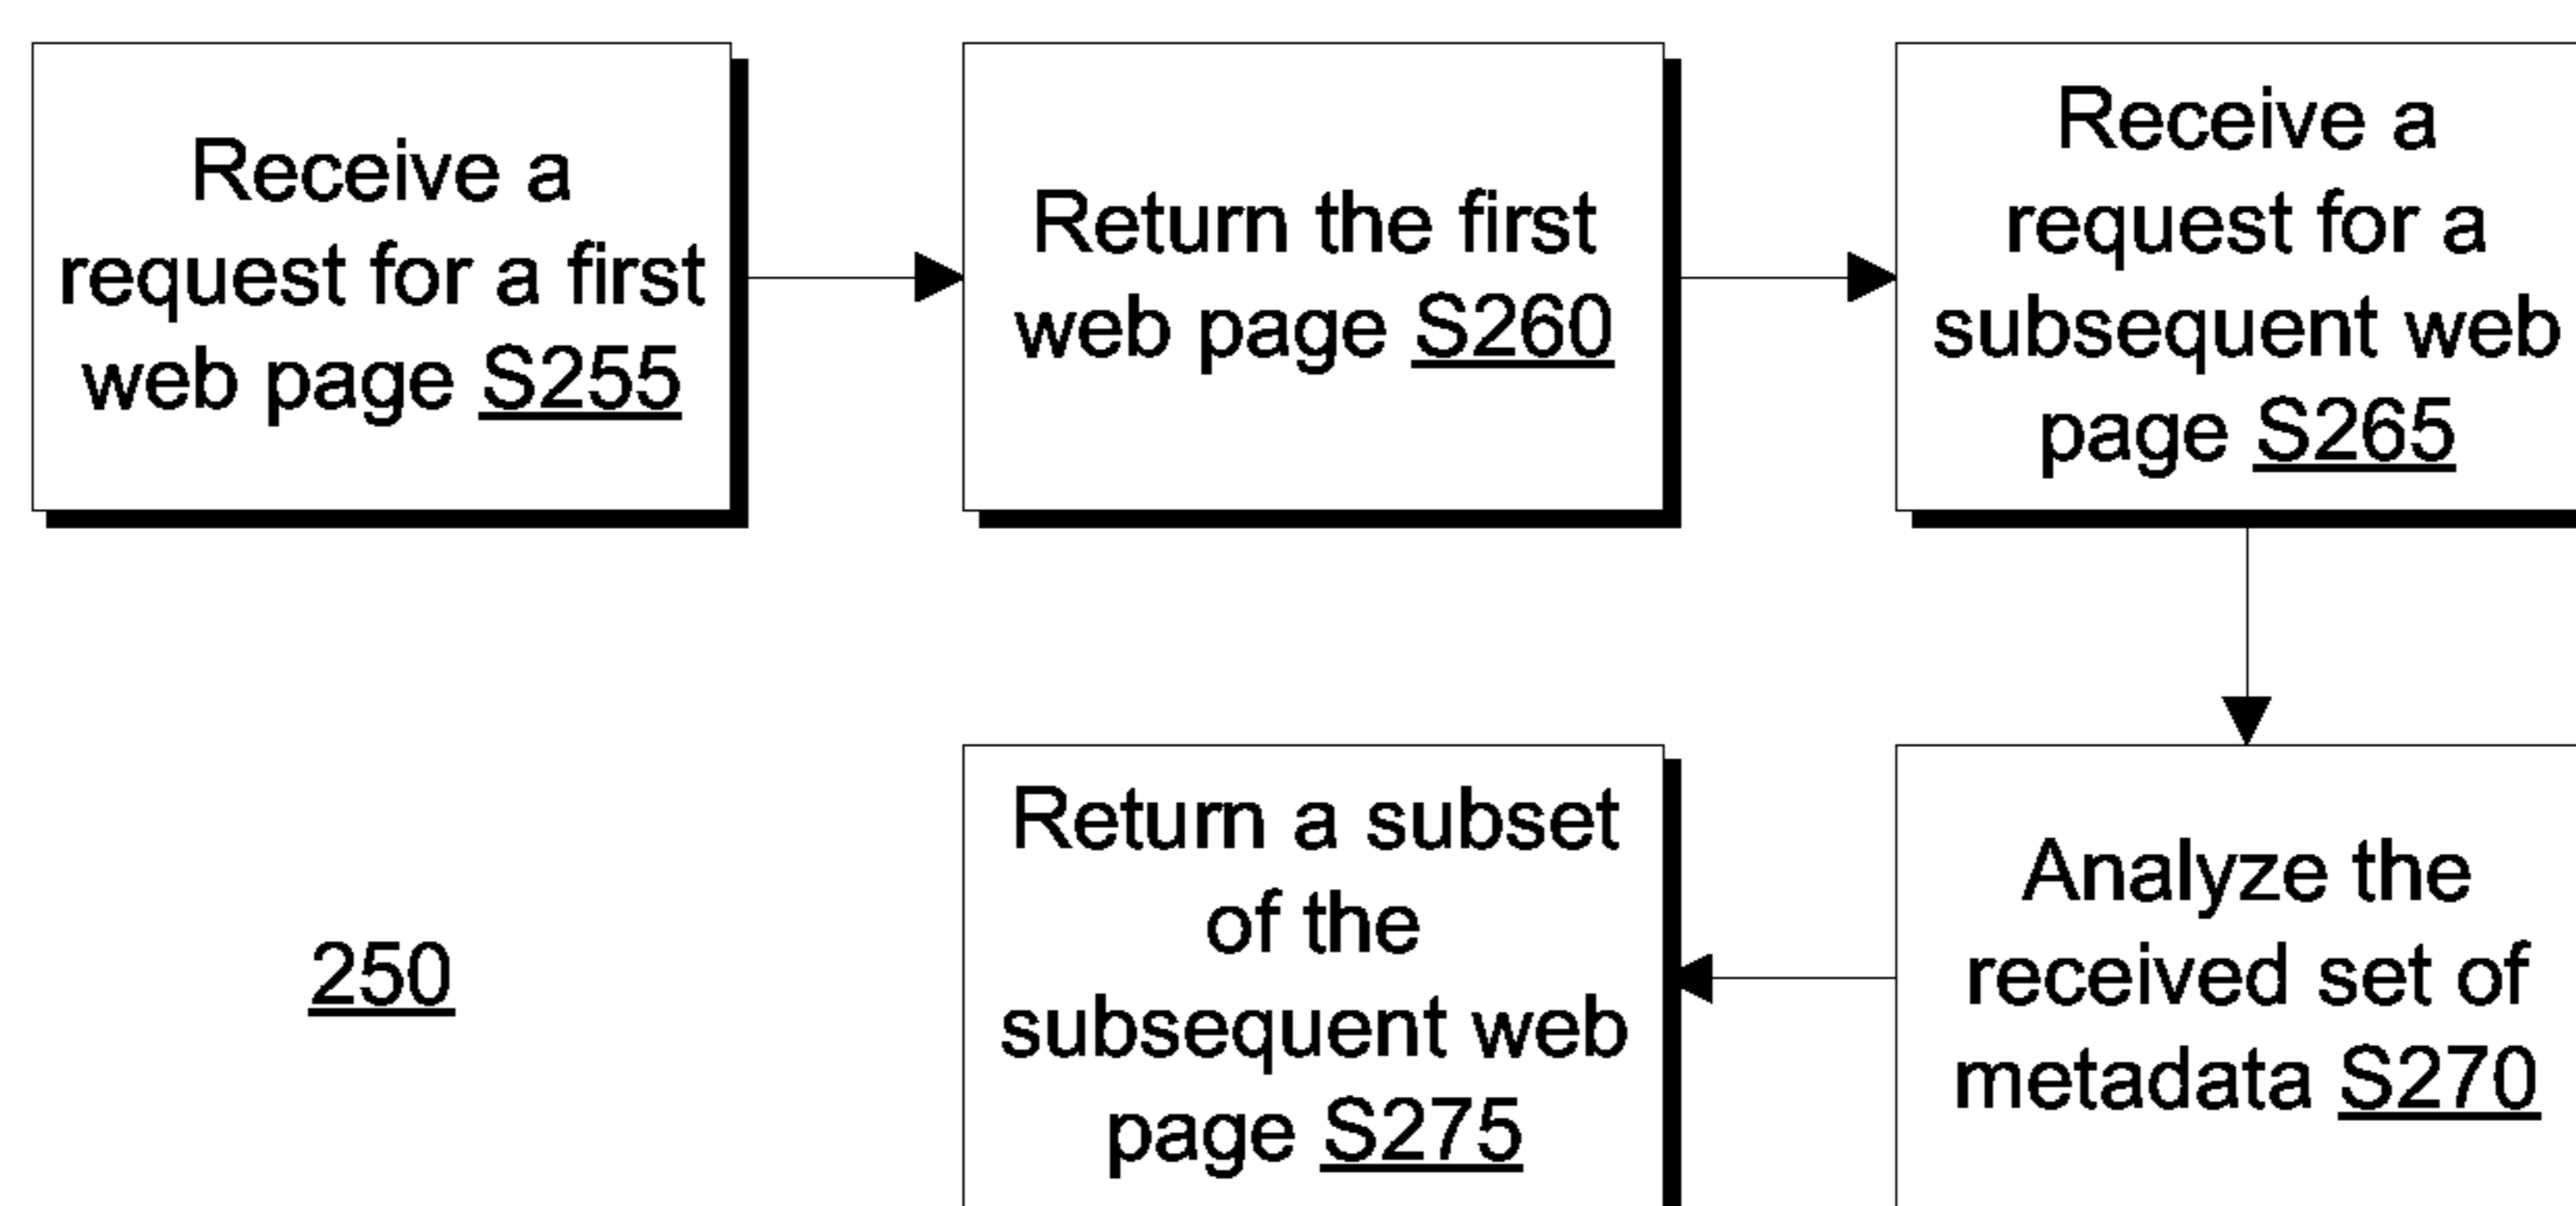 Receive a
request for a first
web page S255
Return the first
web page S260
Receive a
request for a
subsequent web
page S265
Analyze the
received set of
metadata S270
Return a subset
of the
subsequent web
page S275
250